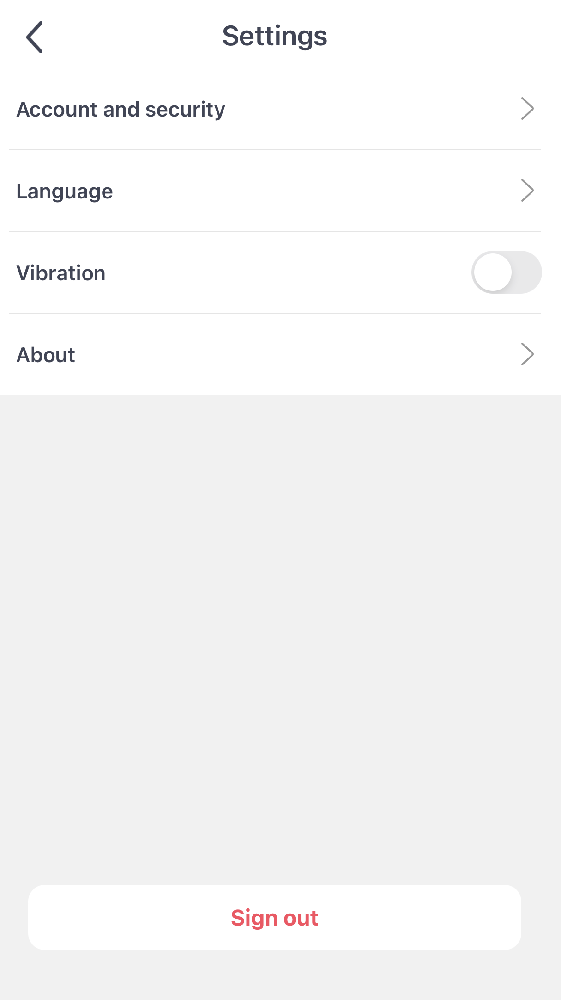 Settings
Account and security
Language
Vibration
About
Sign out